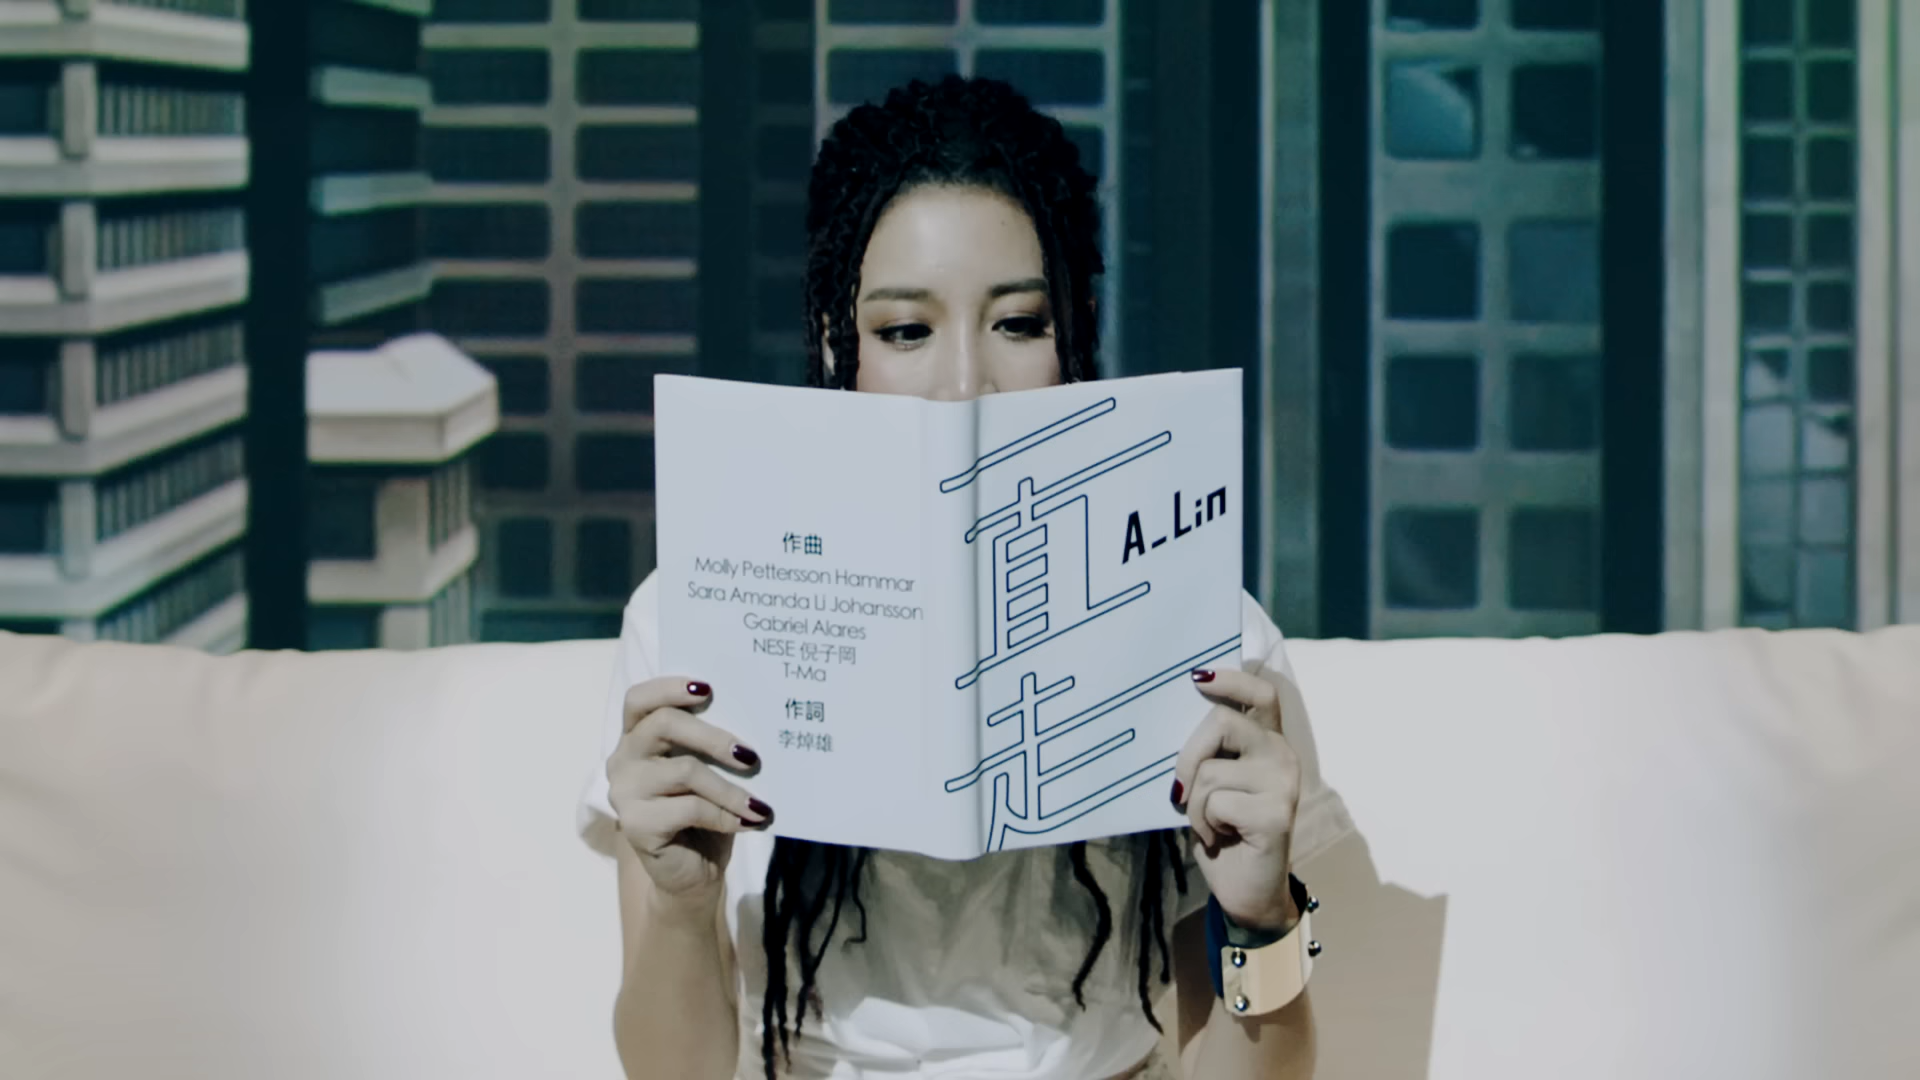 作曲
Molly Pettersson Hammar
Sara Amanda Li Johansson
Gabriel Alares
NESE 倪子岡
T-Ma
作詞
李焯雄
一直走
A_Lin